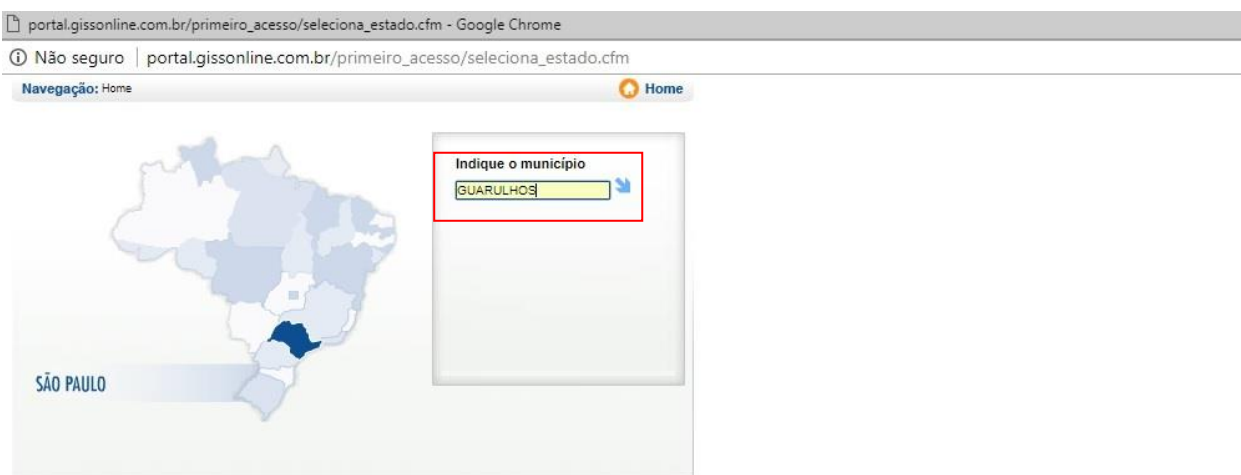 portal.gissonline.com.br/primeiro_acesso/seleciona_estado.cfm - Google Chrome
Não seguro | portal.gissonline.com.br/primeiro_acesso/seleciona_estado.cfm
Navegação: Home Home
Indique o município
GUARULHOS
SÃO PAULO